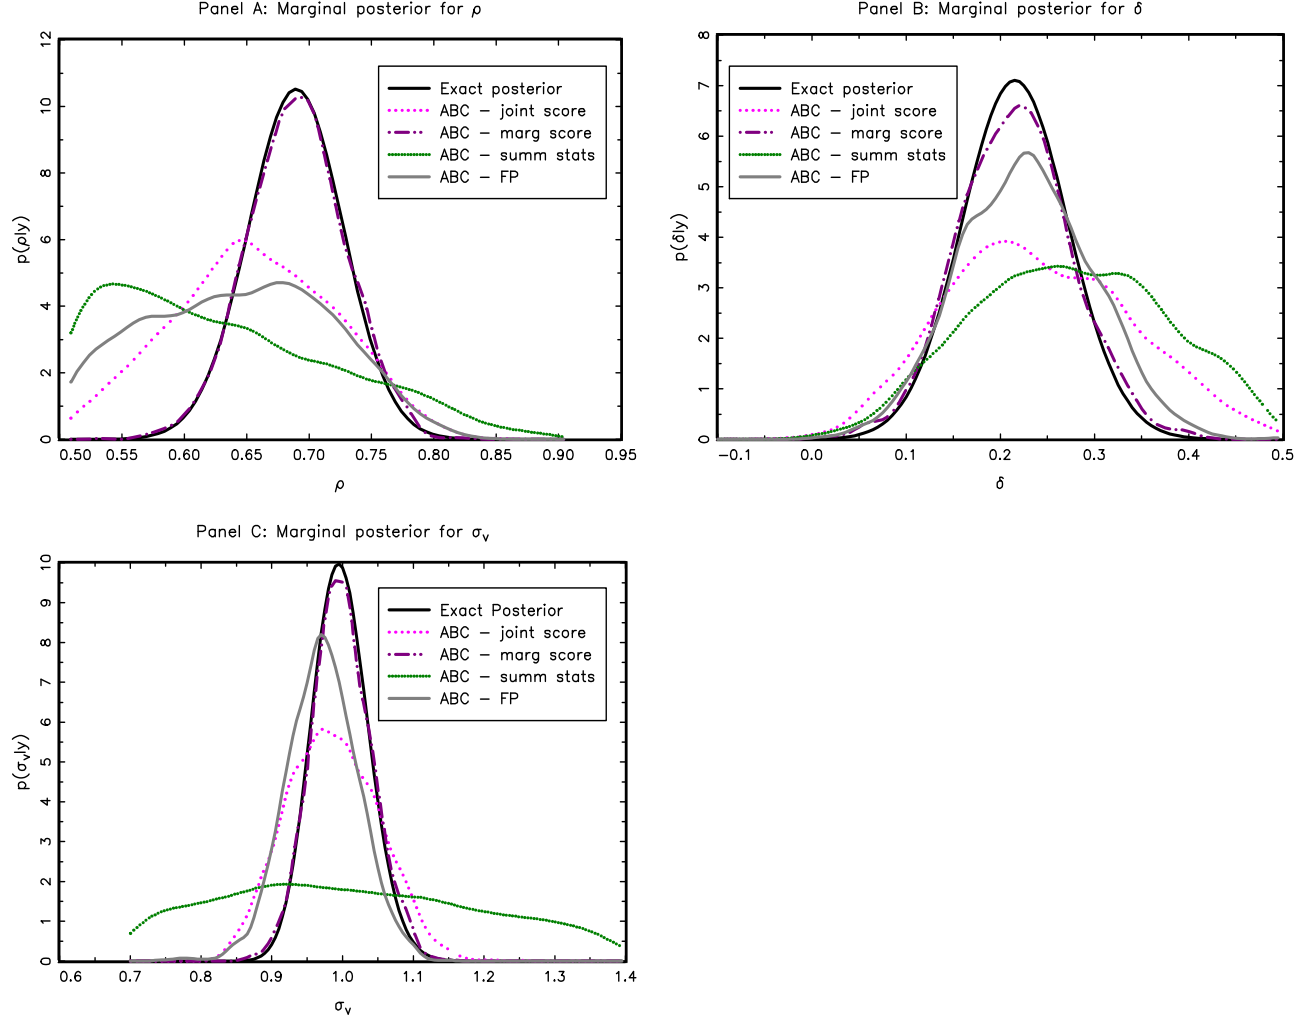 Panel A: Marginal posterior for ρ
12
10
8
6
4
2
0
p(ρ|y)
Exact posterior
ABC – joint score
ABC – marg score
ABC – summ stats
ABC – FP
0.50 0.55 0.60 0.65 0.70 0.75 0.80 0.85 0.90 0.95
ρ
Panel B: Marginal posterior for δ
8
7
6
5
4
3
2
1
0
p(δ|y)
Exact posterior
ABC – joint score
ABC – marg score
ABC – summ stats
ABC – FP
-0.1 0.0 0.1 0.2 0.3 0.4 0.5
δ
Panel C: Marginal posterior for σv
10
9
8
7
6
5
4
3
2
1
0
p(σv|y)
Exact Posterior
ABC – joint score
ABC – marg score
ABC – summ stats
ABC – FP
0.6 0.7 0.8 0.9 1.0 1.1 1.2 1.3 1.4
σv